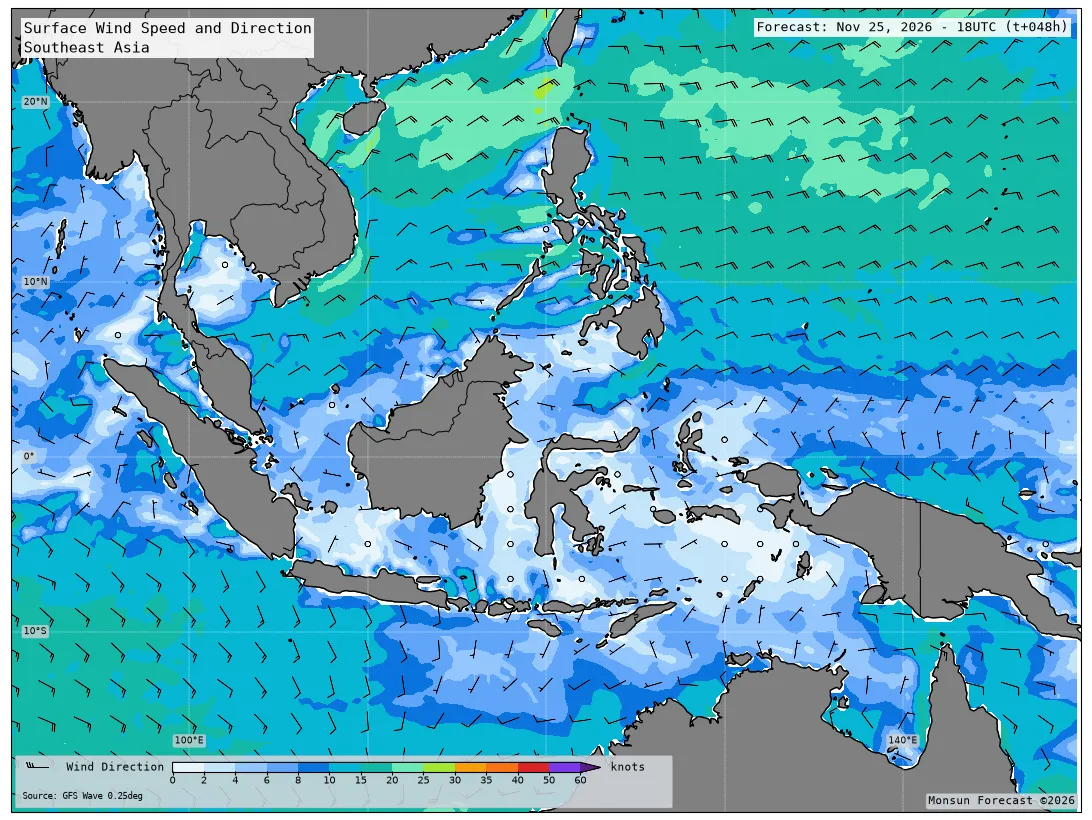 Surface Wind Speed and Direction
Southeast Asia
Forecast: Nov 25, 2026 - 18UTC (t+048h)
20°N
10°N
0°
10°S
100°E
140°E
Wind Direction
0 2 4 6 8 10 15 20 25 30 35 40 50 60
knots
Source: GFS Wave 0.25deg
Monsun Forecast ©2026